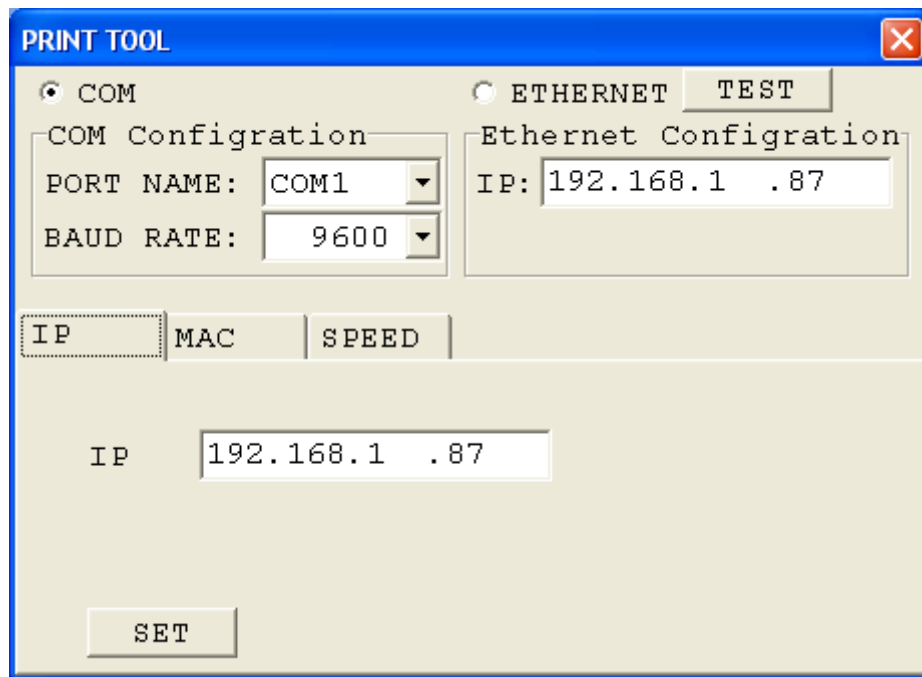 PRINT TOOL
COM
ETHERNET
TEST
COM Configration
PORT NAME: COM1
BAUD RATE: 9600
Ethernet Configration
IP: 192.168.1  .87
IP
MAC
SPEED
IP 192.168.1  .87
SET